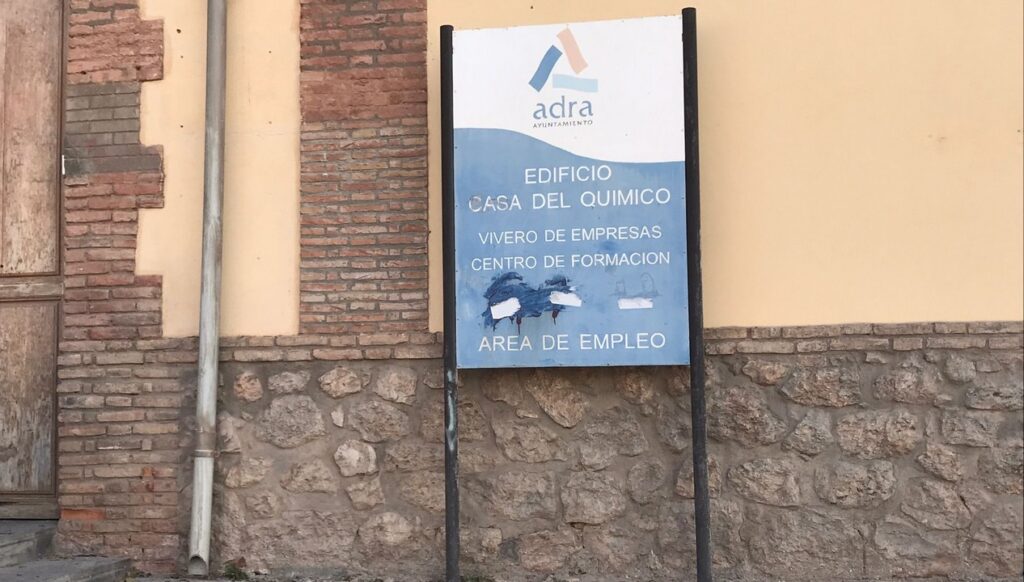 adra
AYUNTAMIENTO
EDIFICIO
CASA DEL QUIMICO
VIVERO DE EMPRESAS
CENTRO DE FORMACION
AREA DE EMPLEO